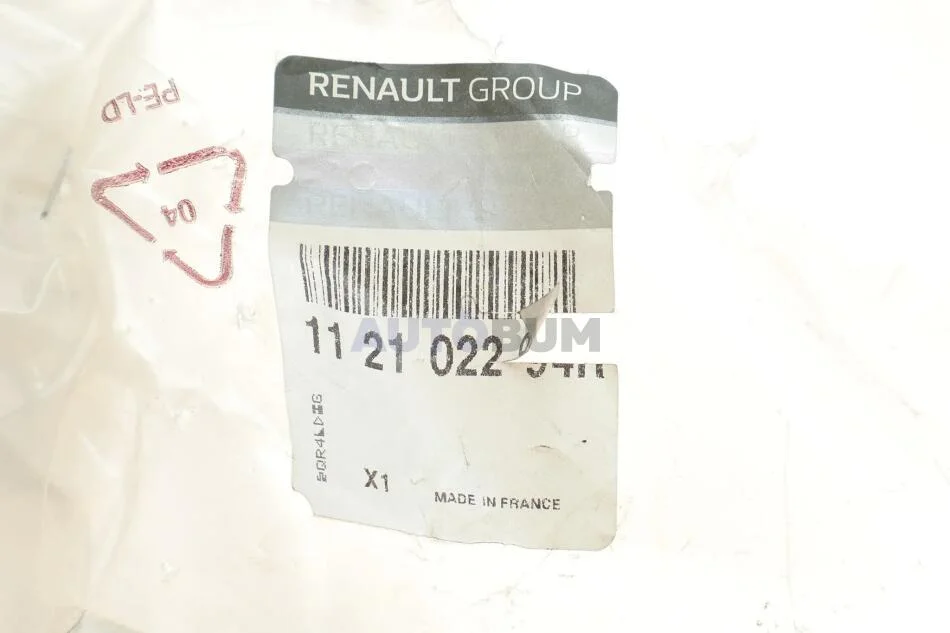 RENAULT GROUP
PE-LD
04
AUTOBUM
11 21 022
X1
MADE IN FRANCE